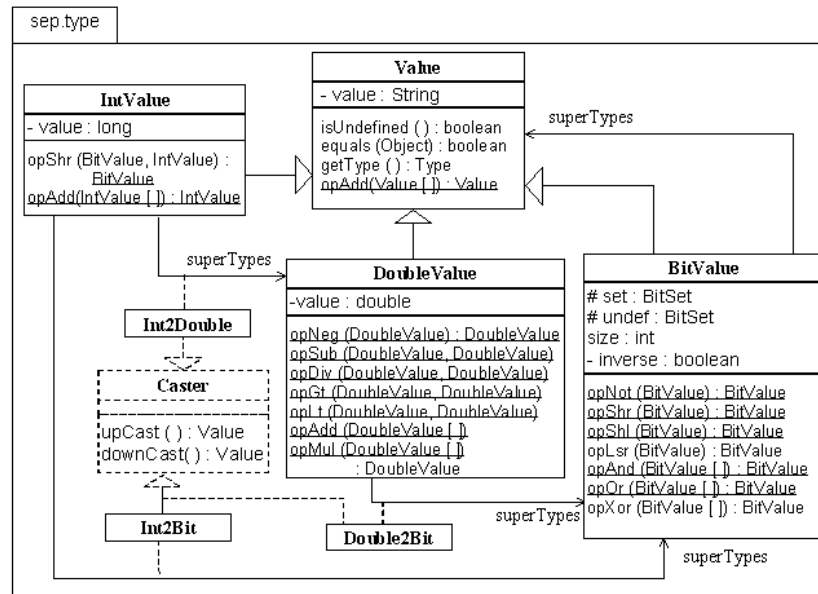 sep.type
IntValue
- value : long
opShr (BitValue, IntValue) :
BitValue
opAdd(IntValue [ ]) : IntValue
Value
- value : String
isUndefined ( ) : boolean
equals (Object) : boolean
getType ( ) : Type
opAdd(Value [ ]) : Value
superTypes
superTypes
DoubleValue
-value : double
opNeg (DoubleValue) : DoubleValue
opSub (DoubleValue, DoubleValue)
opDiv (DoubleValue, DoubleValue)
opGt (DoubleValue, DoubleValue)
opLt (DoubleValue, DoubleValue)
opAdd (DoubleValue [ ])
opMul (DoubleValue [ ])
: DoubleValue
BitValue
# set : BitSet
# undef : BitSet
size : int
- inverse : boolean
opNot (BitValue) : BitValue
opShr (BitValue) : BitValue
opShl (BitValue) : BitValue
opLsr (BitValue) : BitValue
opAnd (BitValue [ ]) : BitValue
opOr (BitValue [ ]) : BitValue
opXor (BitValue [ ]) : BitValue
Int2Double
Caster
upCast ( ) : Value
downCast( ) : Value
Int2Bit
Double2Bit
superTypes
superTypes